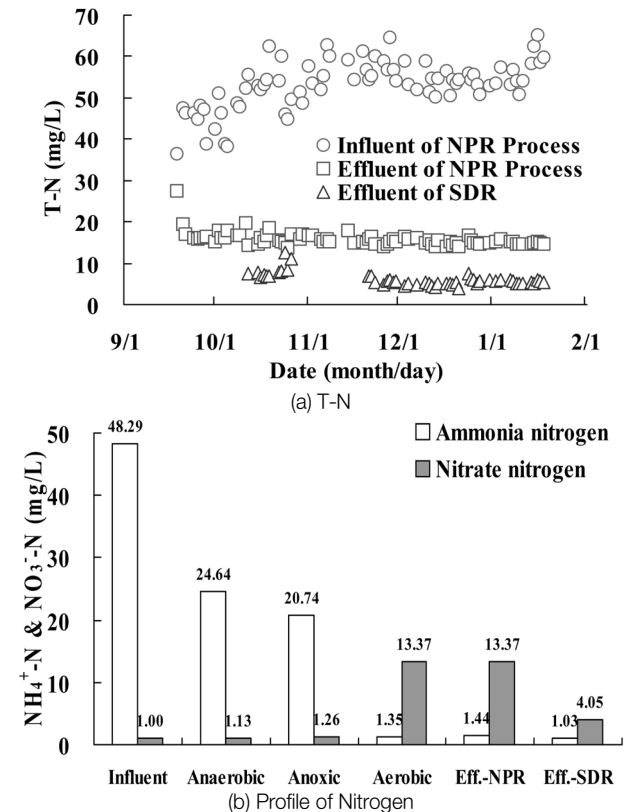 70
60
50
40
30
20
10
0
T-N (mg/L)
Influent of NPR Process
Effluent of NPR Process
Effluent of SDR
9/1 10/1 11/1 12/1 1/1 2/1
Date (month/day)
(a) T-N
NH4+-N & NO3--N (mg/L)
50
40
30
20
10
0
Ammonia nitrogen
Nitrate nitrogen
48.29
1.00
24.64
1.13
20.74
1.26
1.35
13.37
1.44
13.37
1.03
4.05
Influent Anaerobic Anoxic Aerobic Eff.-NPR Eff.-SDR
(b) Profile of Nitrogen